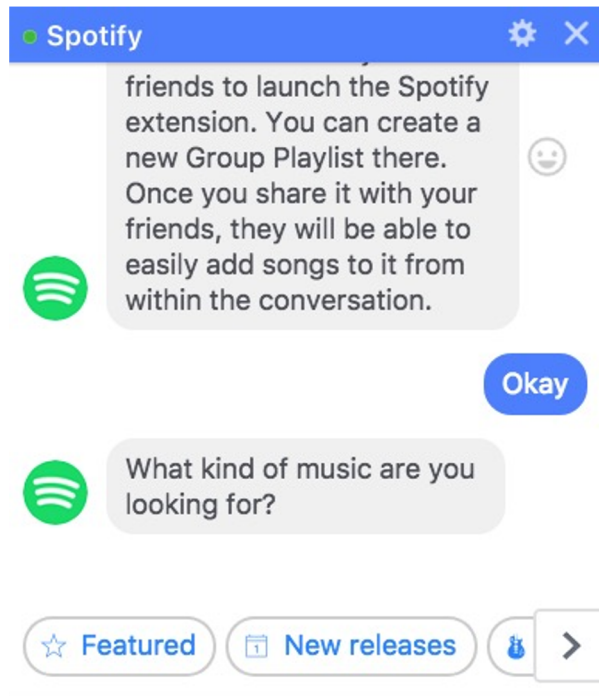 Spotify
friends to launch the Spotify
extension. You can create a
new Group Playlist there.
Once you share it with your
friends, they will be able to
easily add songs to it from
within the conversation.
Okay
What kind of music are you
looking for?
Featured
1 New releases